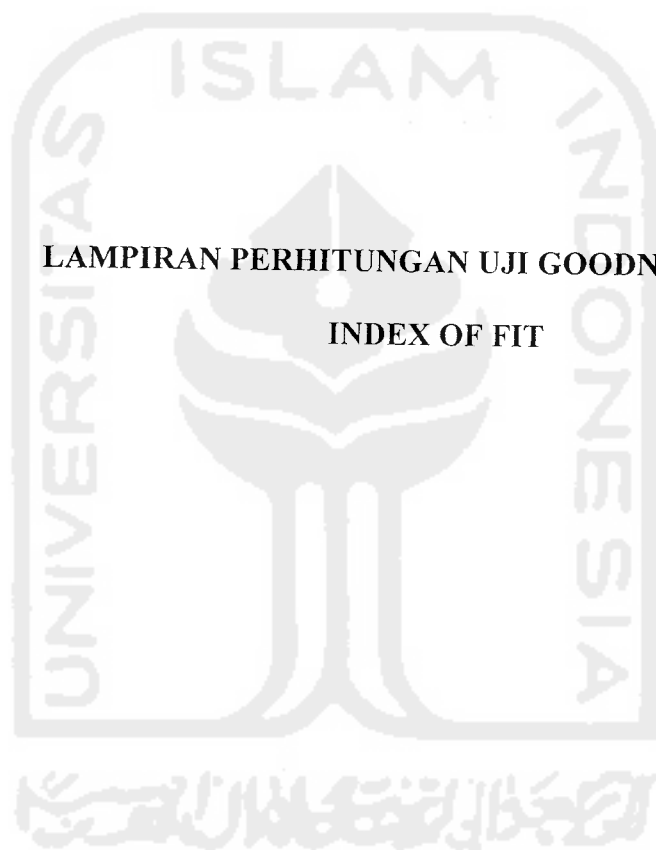 ISLAM
UNIVERSITAS
INDONESIA
LAMPIRAN PERHITUNGAN UJI GOODN
INDEX OF FIT